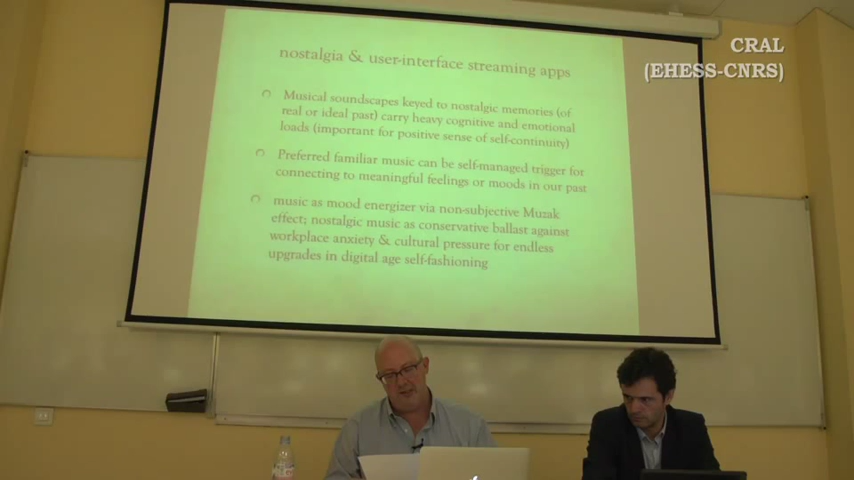 CRAL
(EHESS-CNRS)
nostalgia & user-interface streaming apps
Musical soundscapes keyed to nostalgic memories (of
real or ideal past) carry heavy cognitive and emotional
loads (important for positive sense of self-continuity)
Preferred familiar music can be self-managed trigger for
connecting to meaningful feelings or moods in our past
music as mood energizer via non-subjective Muzak
effect; nostalgic music as conservative ballast against
workplace anxiety & cultural pressure for endless
upgrades in digital age self-fashioning